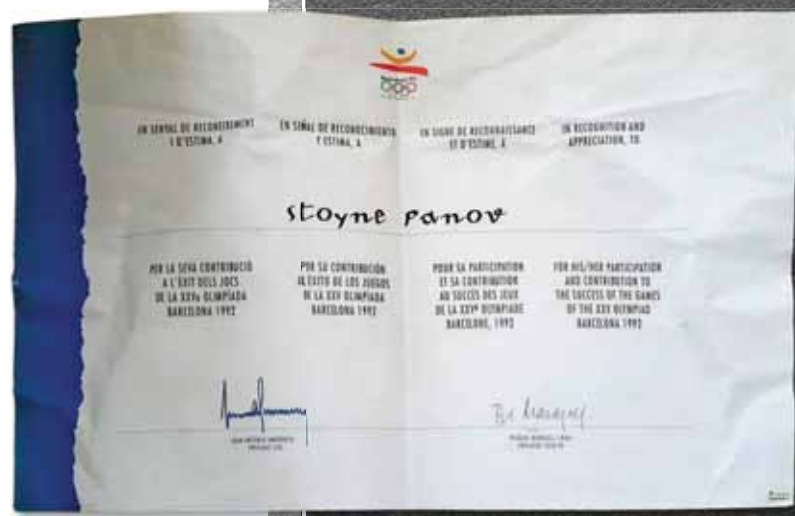 EN SENYAL DE RECONEIXEMENT
I D'ESTIMA, A
EN SEÑAL DE RECONOCIMIENTO
Y ESTIMA, A
EN SIGNE DE RECONNAISSANCE
ET D'ESTIME, A
IN RECOGNITION AND
APPRECIATION, TO
stoyne Panov
PER LA SEVA CONTRIBUCIÓ
A L'ÈXIT DELS JOCS
DE LA XXVa OLIMPÍADA
BARCELONA 1992
POR SU CONTRIBUCIÓN
AL ÉXITO DE LOS JUEGOS
DE LA XXV OLIMPIADA
BARCELONA 1992
POUR SA PARTICIPATION
ET SA CONTRIBUTION
AU SUCCÈS DES JEUX
DE LA XXVe OLYMPIADE
BARCELONE, 1992
FOR HIS/HER PARTICIPATION
AND CONTRIBUTION TO
THE SUCCESS OF THE GAMES
OF THE XXV OLYMPIAD
BARCELONA 1992